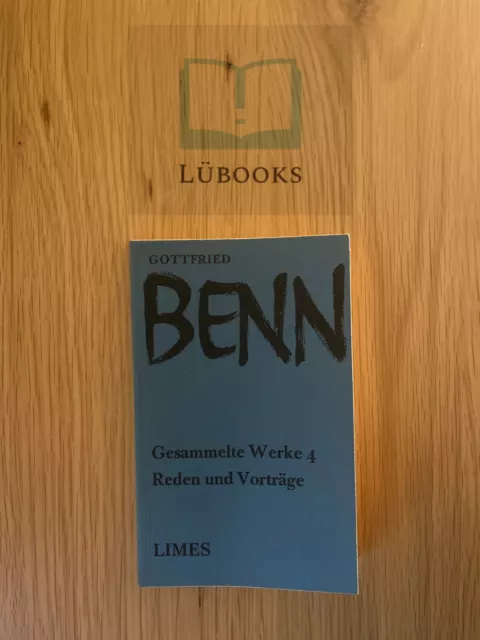 LÜBOOKS
GOTTFRIED
BENN
Gesammelte Werke 4
Reden und Vorträge
LIMES